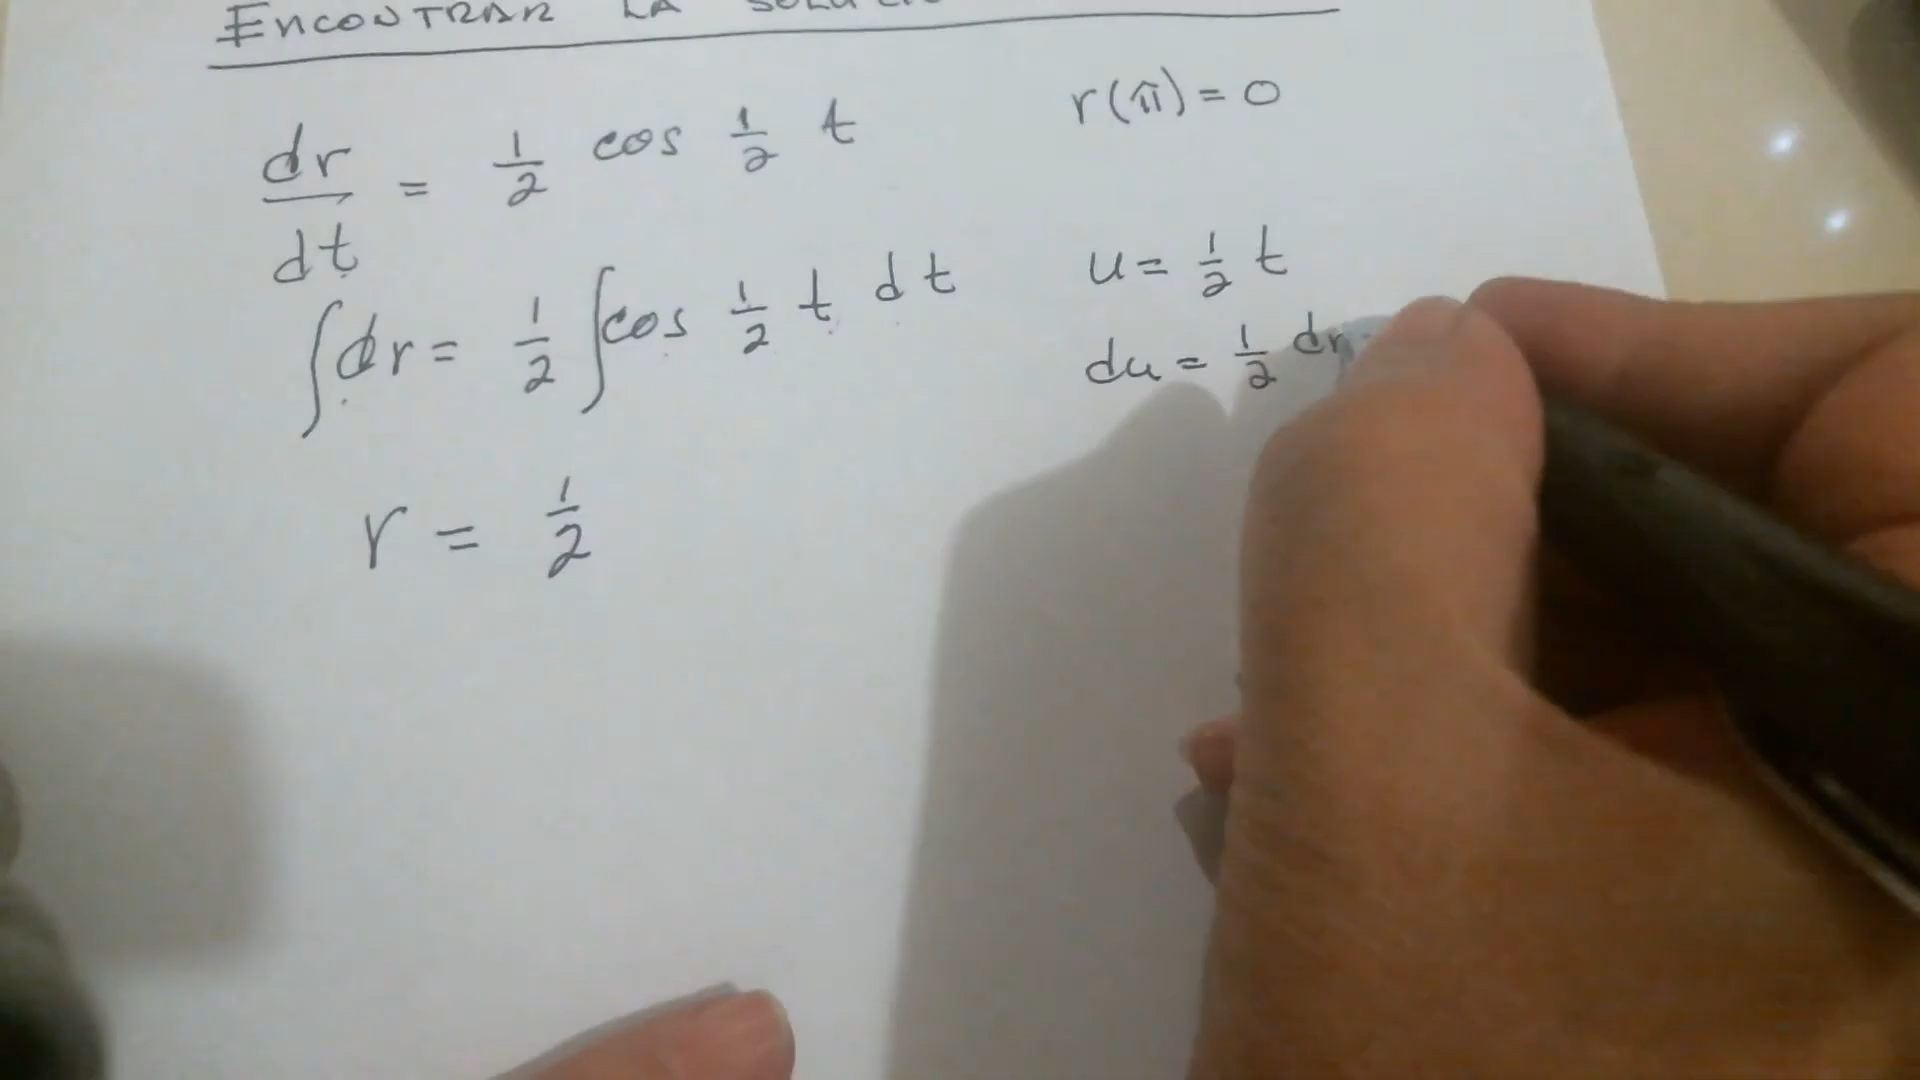 ENCONTRAR LA
dr/dt = 1/2 cos 1/2 t
r(π) = 0
∫dr = 1/2 ∫cos 1/2 t dt
u = 1/2 t
du = 1/2 dr
r = 1/2